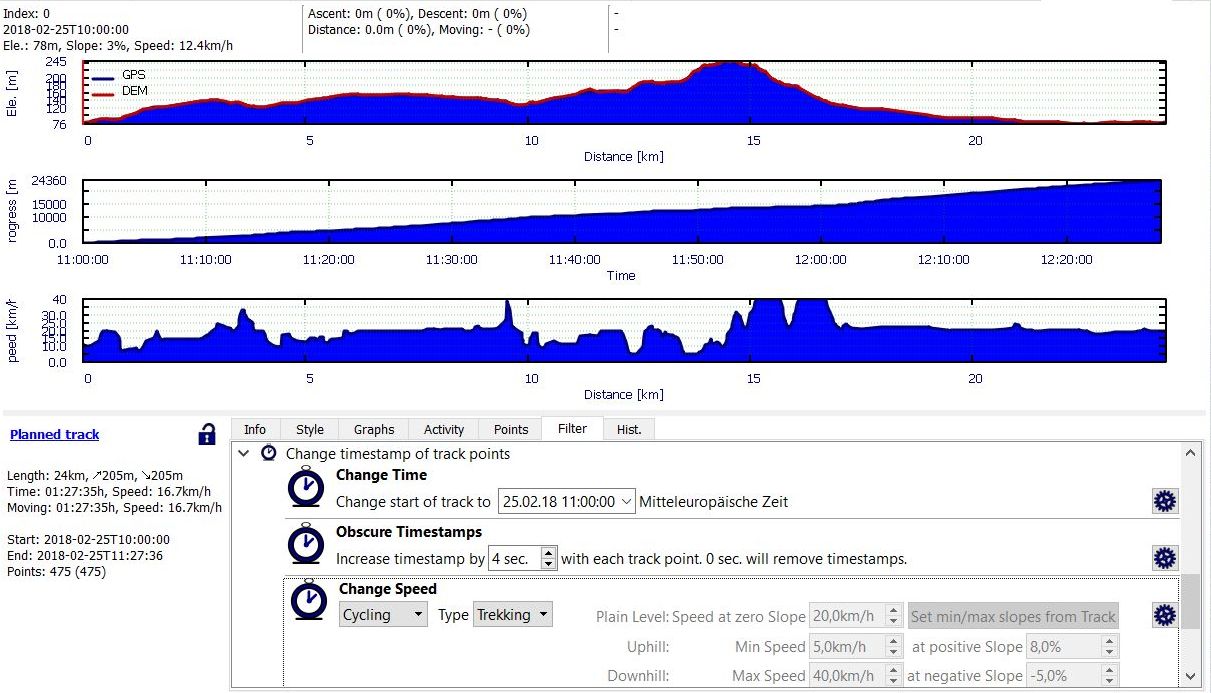 Index: 0
2018-02-25T10:00:00
Ele.: 78m, Slope: 3%, Speed: 12.4km/h
Ascent: 0m ( 0%), Descent: 0m ( 0%)
Distance: 0.0m ( 0%), Moving: - ( 0%)
-
-
Ele. [m]
245
200
180
160
140
120
76
GPS
DEM
0 5 10 15 20
Distance [km]
rogress [m
24360
15000
10000
0.0
11:00:00 11:10:00 11:20:00 11:30:00 11:40:00 11:50:00 12:00:00 12:10:00 12:20:00
Time
peed [km/h
40
30.0
25.0
15.0
10.0
0.0
0 5 10 15 20
Distance [km]
Planned track
Length: 24km, ↗205m, ↘205m
Time: 01:27:35h, Speed: 16.7km/h
Moving: 01:27:35h, Speed: 16.7km/h
Start: 2018-02-25T10:00:00
End: 2018-02-25T11:27:36
Points: 475 (475)
Info Style Graphs Activity Points Filter Hist.
Change timestamp of track points
Change Time
Change start of track to 25.02.18 11:00:00 Mitteleuropäische Zeit
Obscure Timestamps
Increase timestamp by 4 sec. with each track point. 0 sec. will remove timestamps.
Change Speed
Cycling Type Trekking Plain Level: Speed at zero Slope 20,0km/h Set min/max slopes from Track
Uphill: Min Speed 5,0km/h at positive Slope 8,0%
Downhill: Max Speed 40,0km/h at negative Slope -5,0%